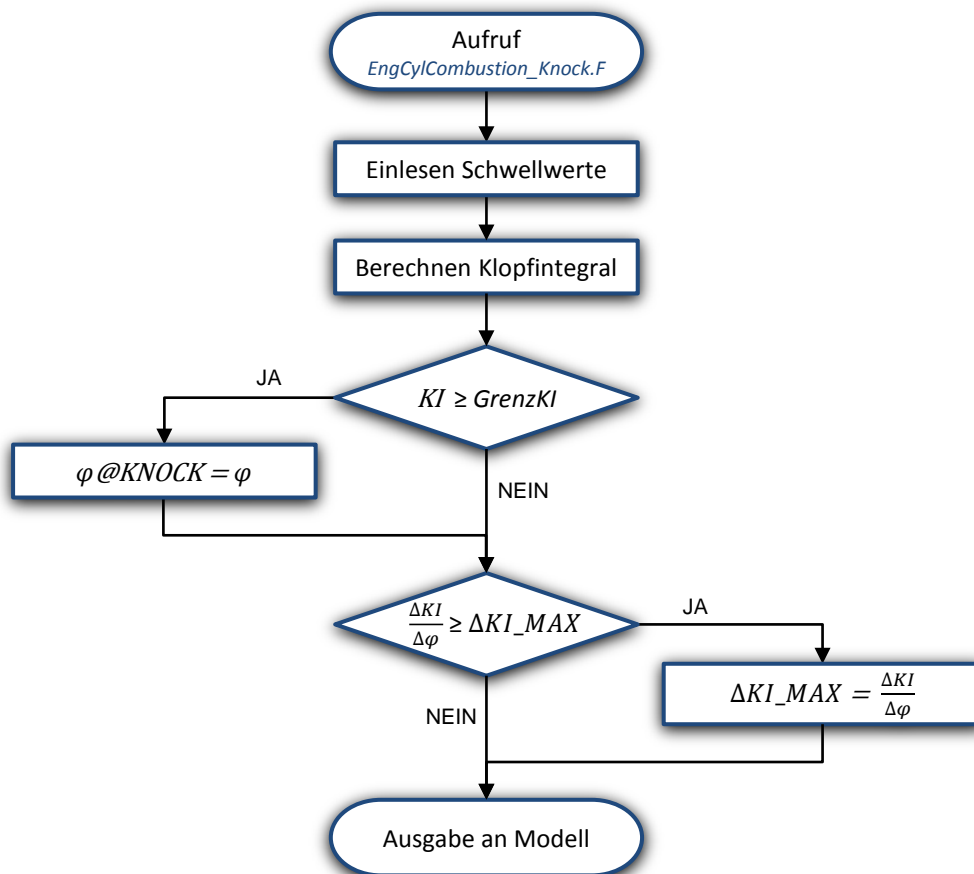 Aufruf
EngCylCombustion_Knock.F
Einlesen Schwellwerte
Berechnen Klopfintegral
KI ≥ GrenzKI
JA
φ@KNOCK = φ
NEIN
ΔKI/Δφ ≥ ΔKI_MAX
JA
ΔKI_MAX = ΔKI/Δφ
NEIN
Ausgabe an Modell